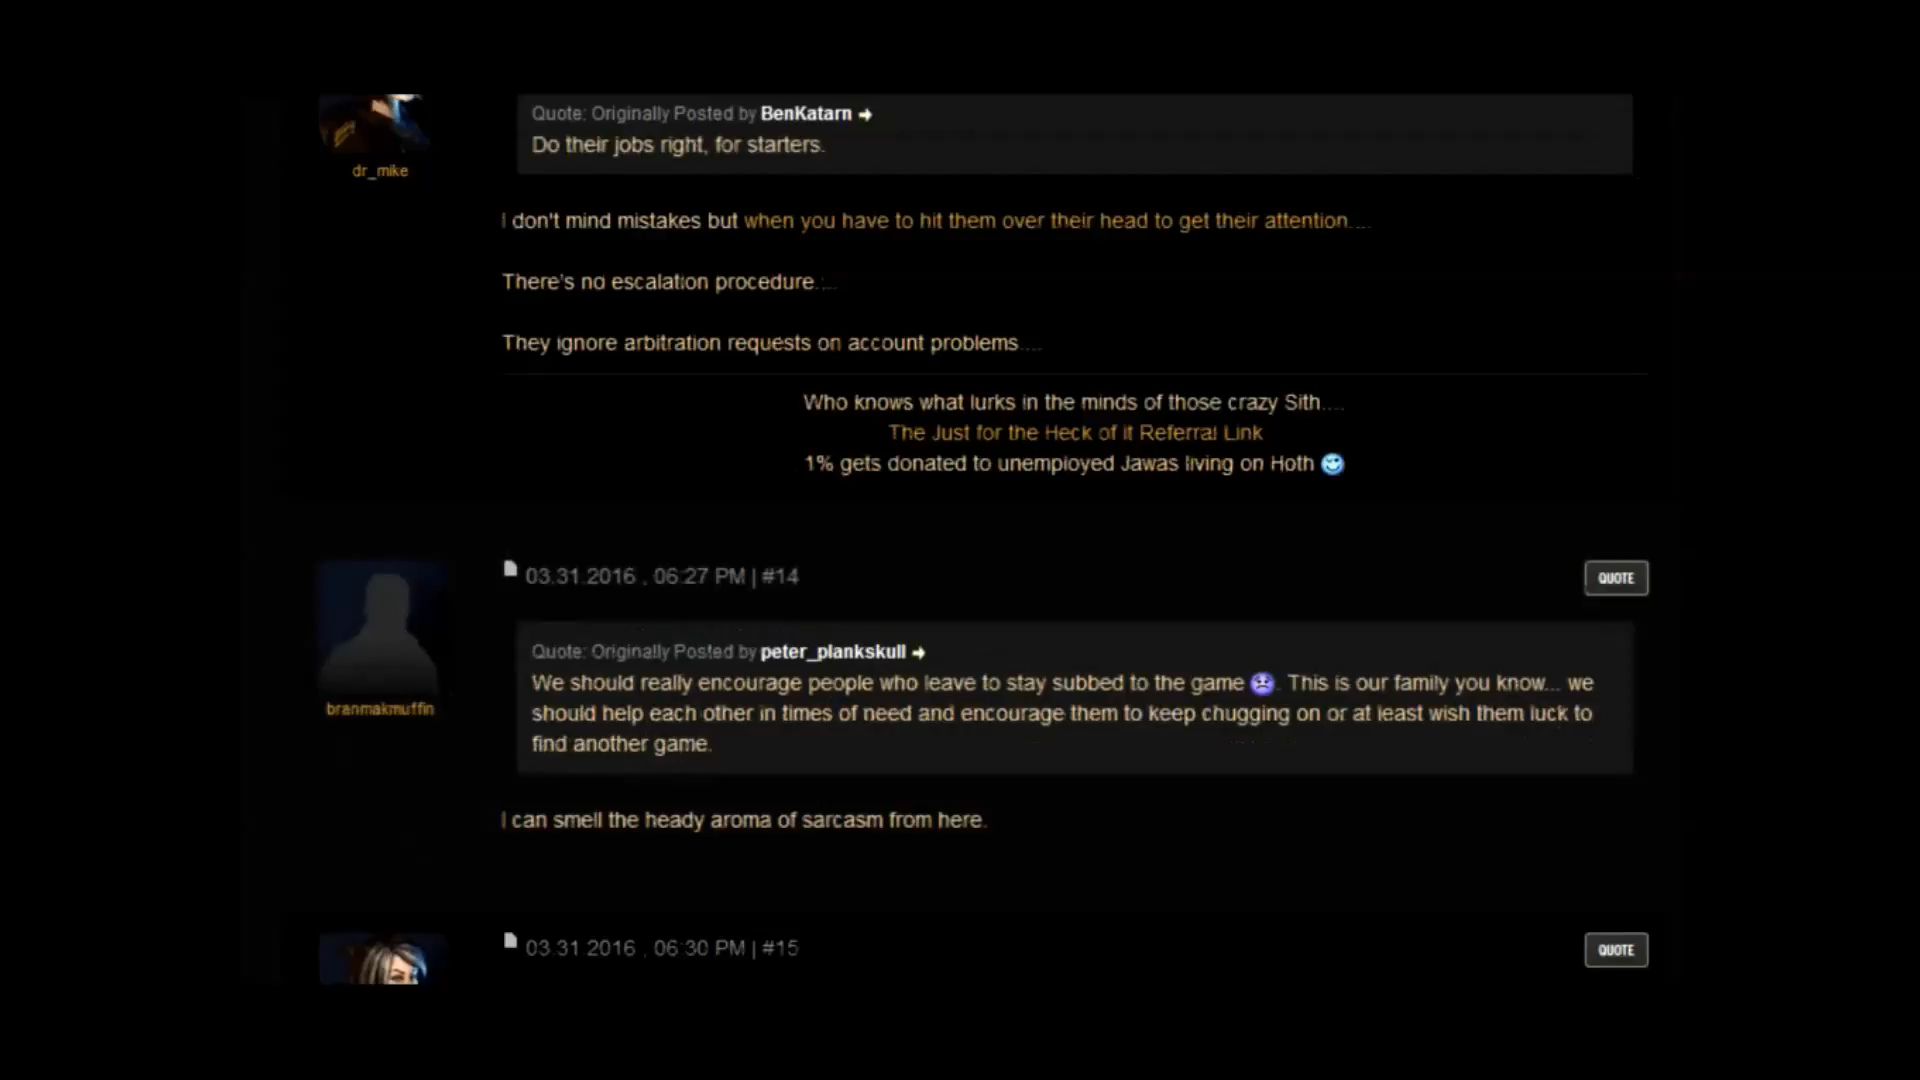 Quote: Originally Posted by BenKatarn
Do their jobs right, for starters.
dr_mike
I don't mind mistakes but when you have to hit them over their head to get their attention....
There's no escalation procedure....
They ignore arbitration requests on account problems....
Who knows what lurks in the minds of those crazy Sith....
The Just for the Heck of it Referral Link
1% gets donated to unemployed Jawas living on Hoth
03.31.2016 , 06:27 PM | #14
QUOTE
Quote: Originally Posted by peter_plankskull
We should really encourage people who leave to stay subbed to the game . This is our family you know... we
should help each other in times of need and encourage them to keep chugging on or at least wish them luck to
find another game.
branmakmuffin
I can smell the heady aroma of sarcasm from here.
03.31.2016 , 06:30 PM | #15
QUOTE